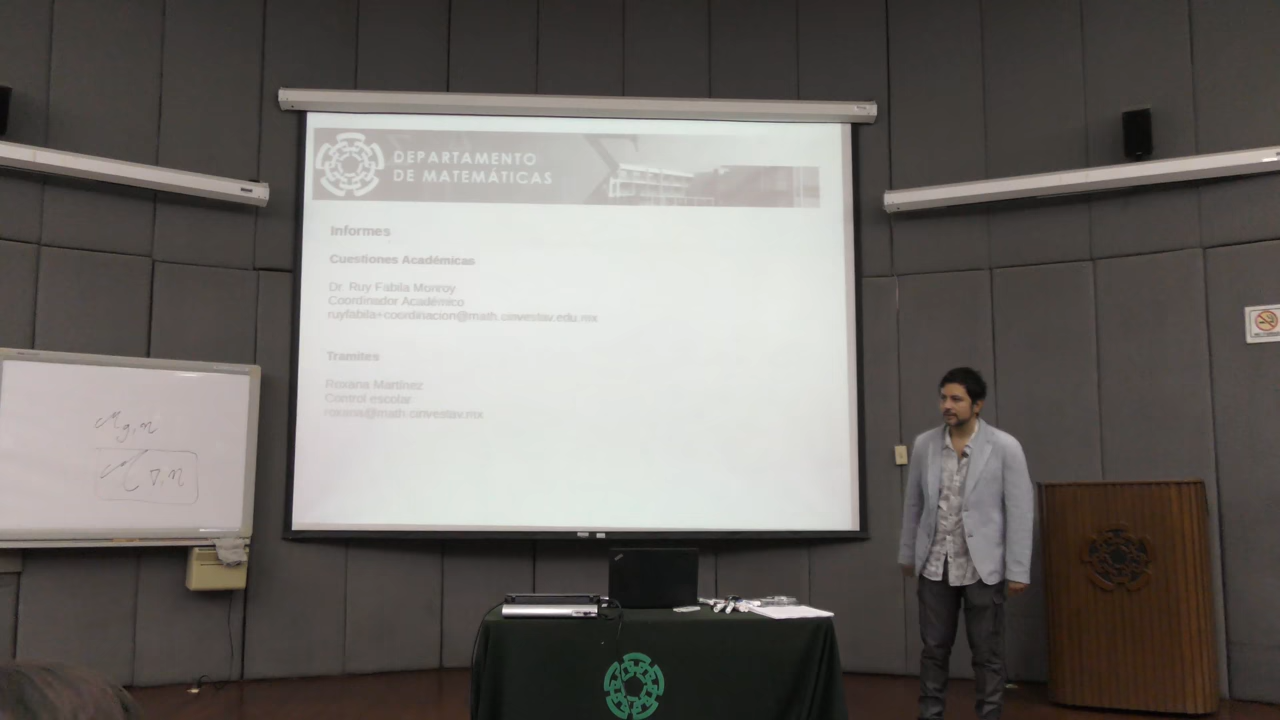 DEPARTAMENTO
DE MATEMÁTICAS
Informes
Cuestiones Académicas
Dr. Ruy Fabila Monroy
Coordinador Académico
ruyfabila+coordinacion@math.cinvestav.edu.mx
Tramites
Roxana Martínez
Control escolar
roxana@math.cinvestav.mx
g,n